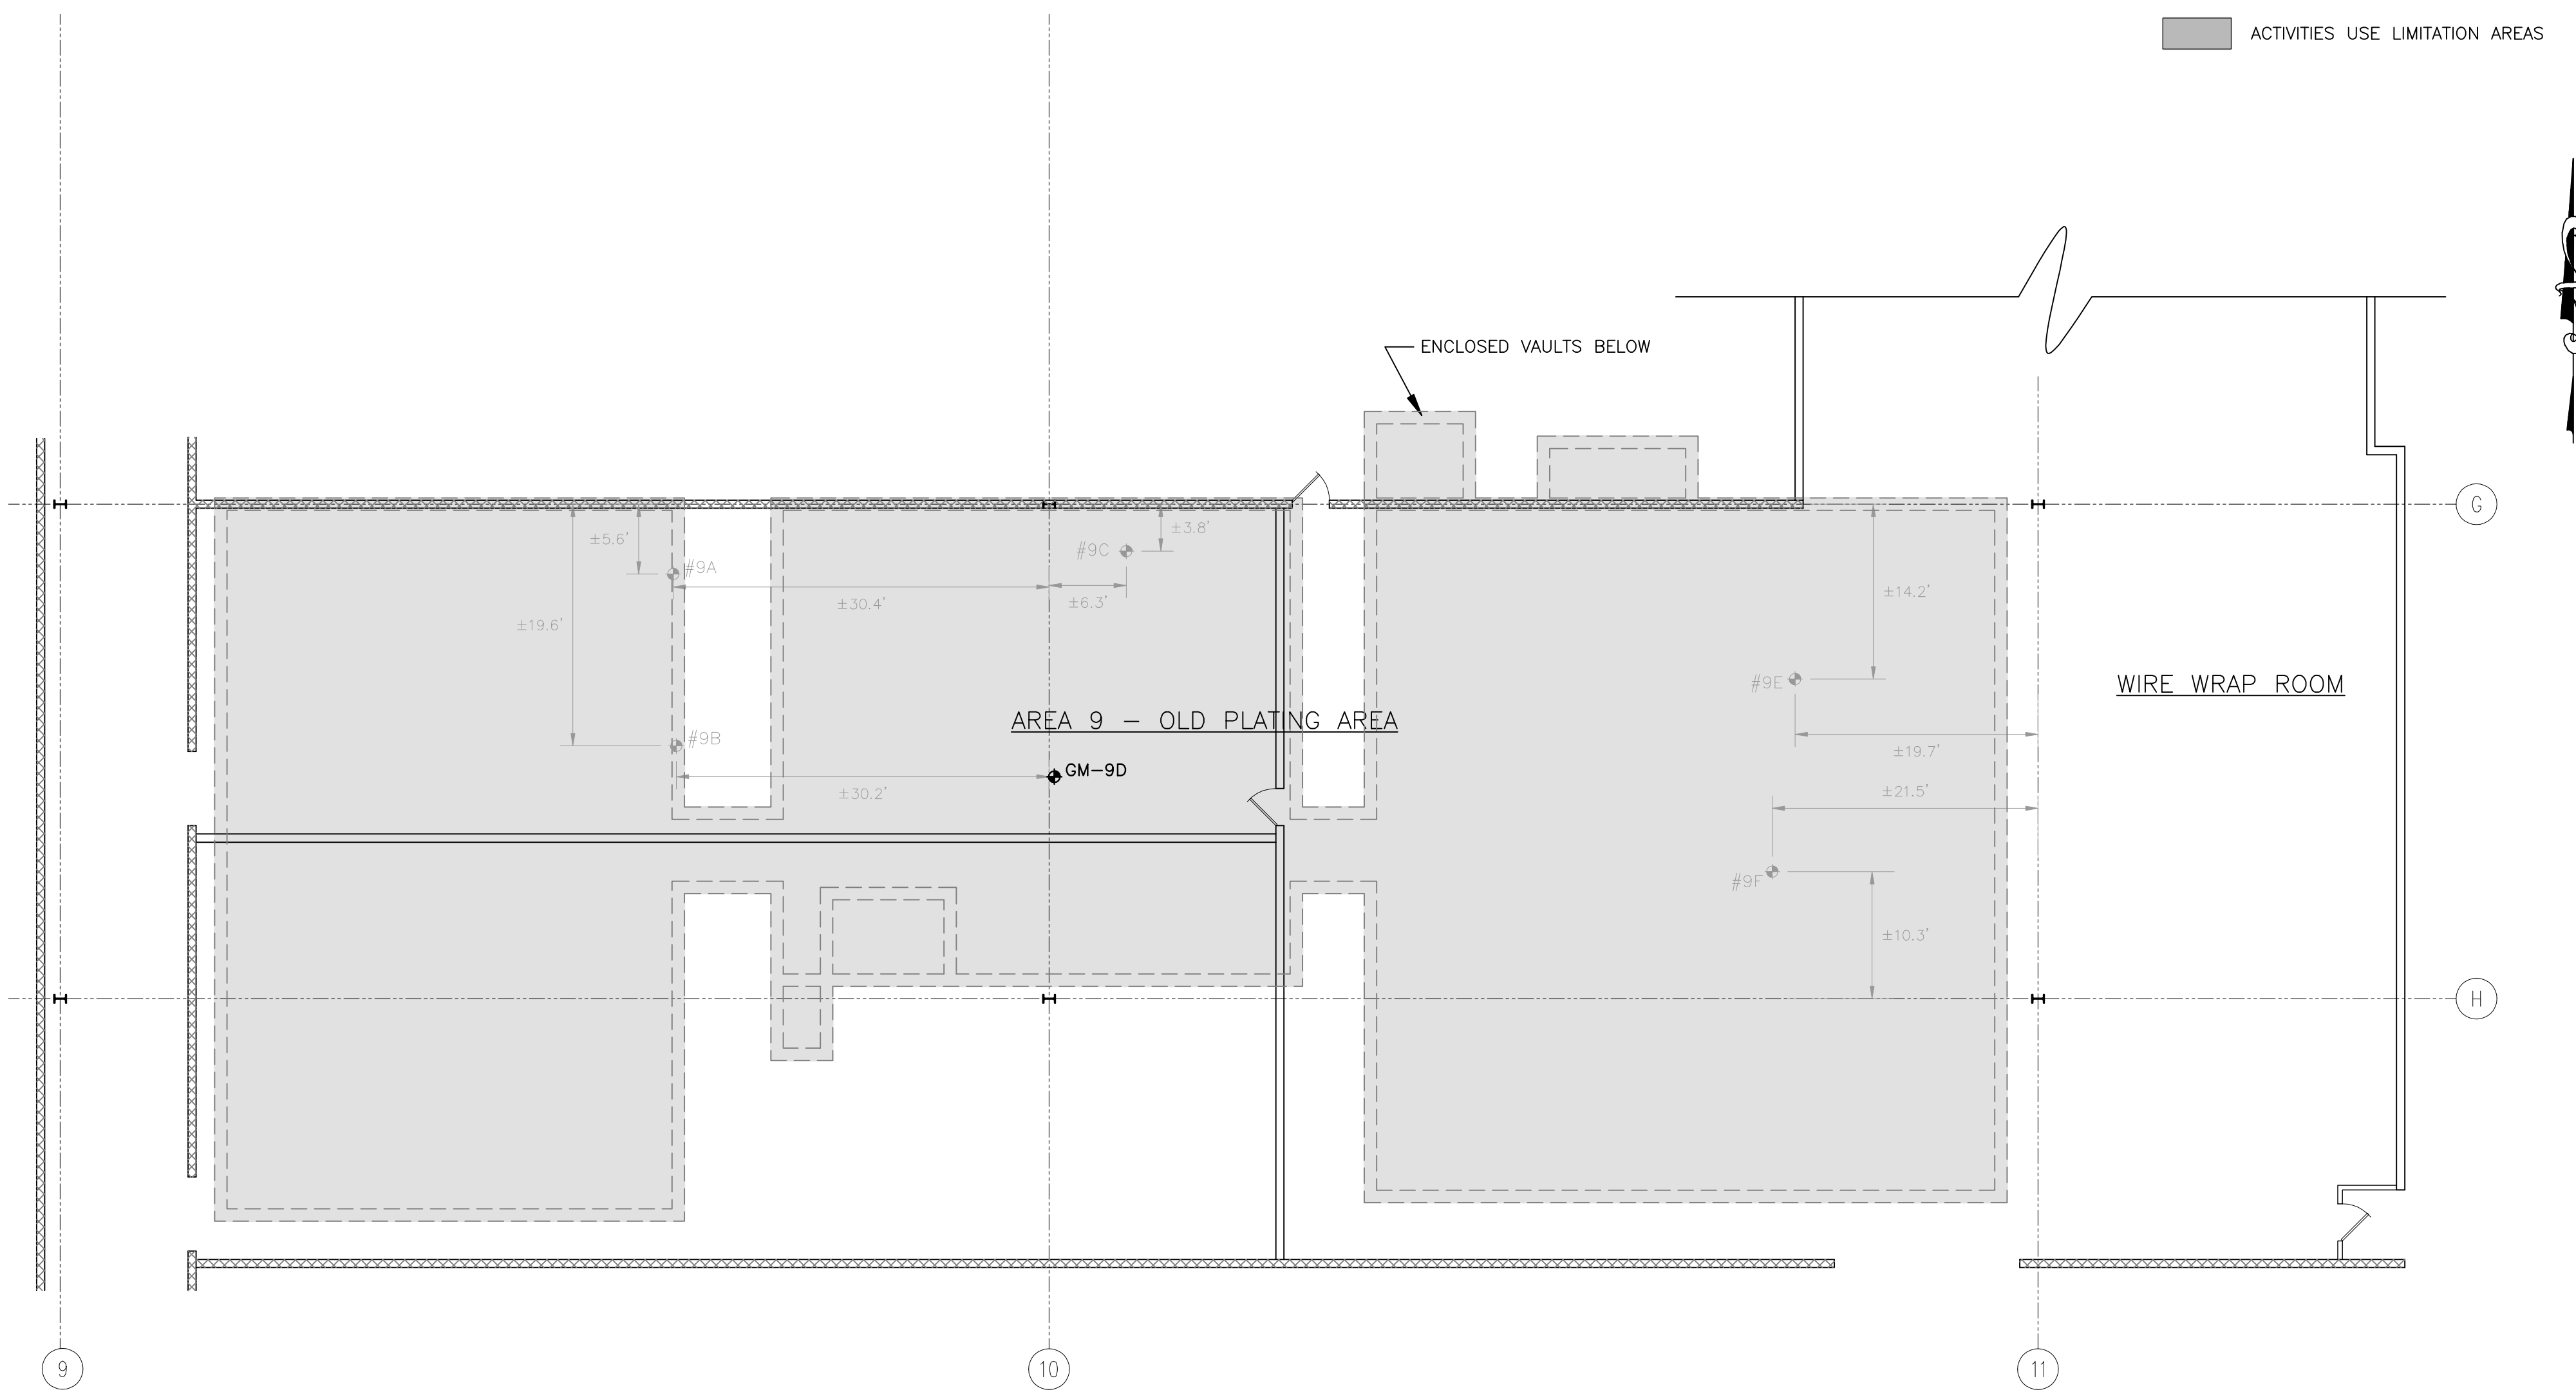 ACTIVITIES USE LIMITATION AREAS
ENCLOSED VAULTS BELOW
G
±5.6'
#9A
#9C
±3.8'
±30.4'
±6.3'
±14.2'
±19.6'
#9E
WIRE WRAP ROOM
AREA 9 - OLD PLATING AREA
#9B
±19.7'
GM-9D
±30.2'
±21.5'
#9F
±10.3'
H
9
10
11